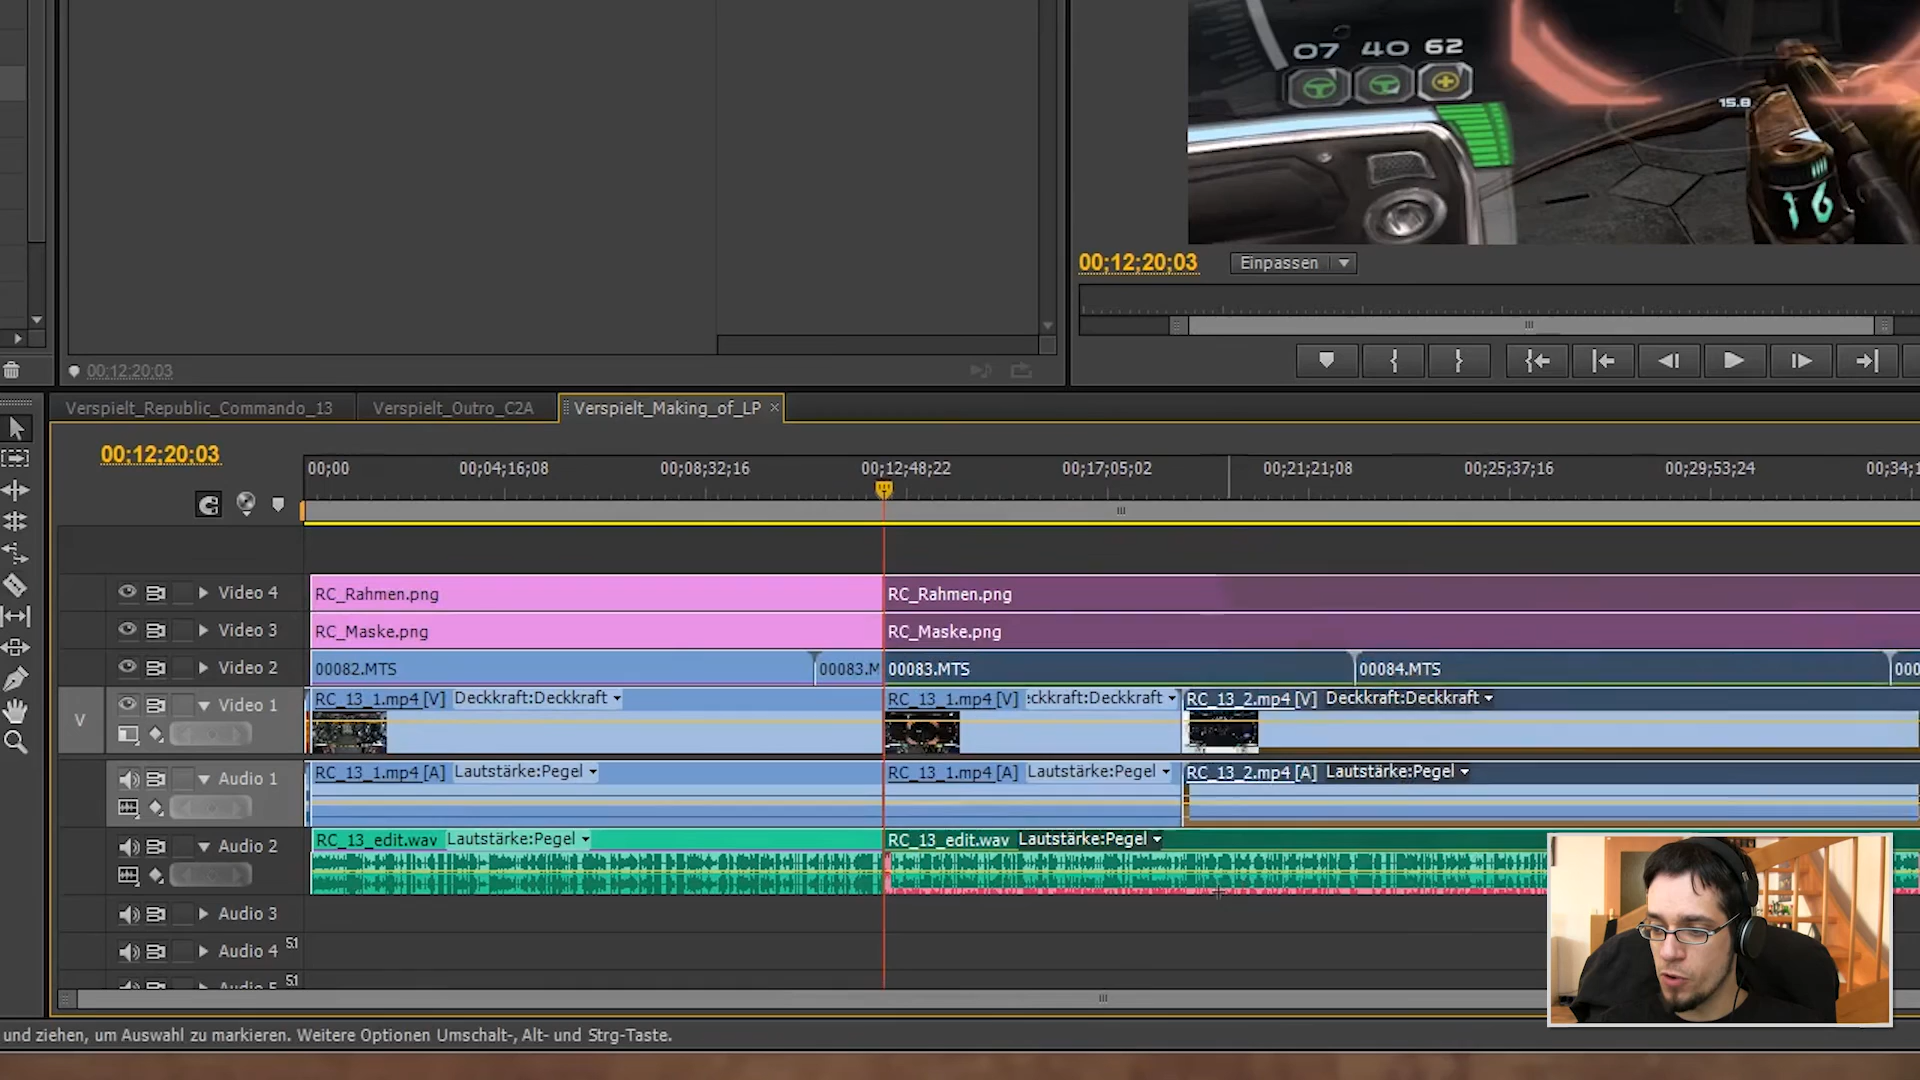 07 40 62
15.8
16
00;12;20;03
Einpassen
00;12;20;03
Verspielt_Republic_Commando_13
Verspielt_Outro_C2A
Verspielt_Making_of_LP
00;12;20;03
00;00 00;04;16;08 00;08;32;16 00;12;48;22 00;17;05;02 00;21;21;08 00;25;37;16 00;29;53;24 00;34;1
Video 4 RC_Rahmen.png RC_Rahmen.png
Video 3 RC_Maske.png RC_Maske.png
Video 2 00082.MTS 00083.M 00083.MTS 00084.MTS 000
V Video 1 RC_13_1.mp4 [V] Deckkraft:Deckkraft RC_13_1.mp4 [V] :ckkraft:Deckkraft RC_13_2.mp4 [V] Deckkraft:Deckkraft
Audio 1 RC_13_1.mp4 [A] Lautstärke:Pegel RC_13_1.mp4 [A] Lautstärke:Pegel RC_13_2.mp4 [A] Lautstärke:Pegel
Audio 2 RC_13_edit.wav Lautstärke:Pegel RC_13_edit.wav Lautstärke:Pegel
Audio 3
Audio 4 5.1
Audio 5 5.1
und ziehen, um Auswahl zu markieren. Weitere Optionen Umschalt-, Alt- und Strg-Taste.